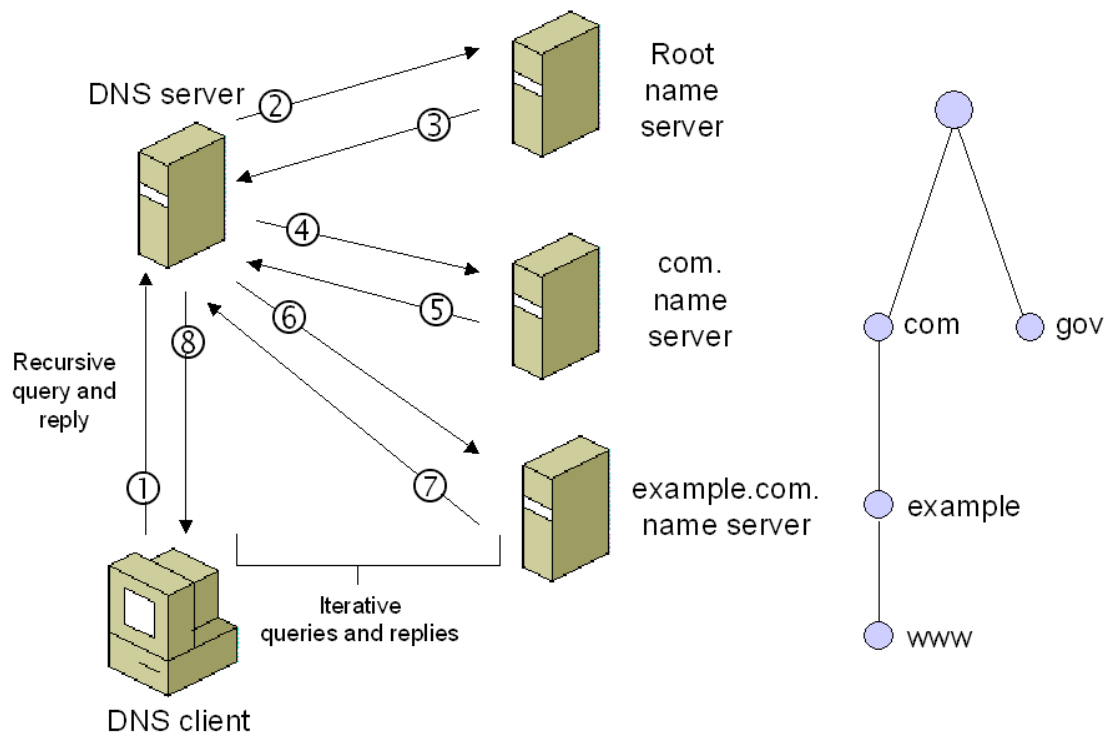 DNS server
②
③
Root
name
server
④
⑤
com.
name
server
⑥
⑦
example.com.
name server
Recursive
query and
reply
①
⑧
Iterative
queries and replies
DNS client
com
gov
example
www